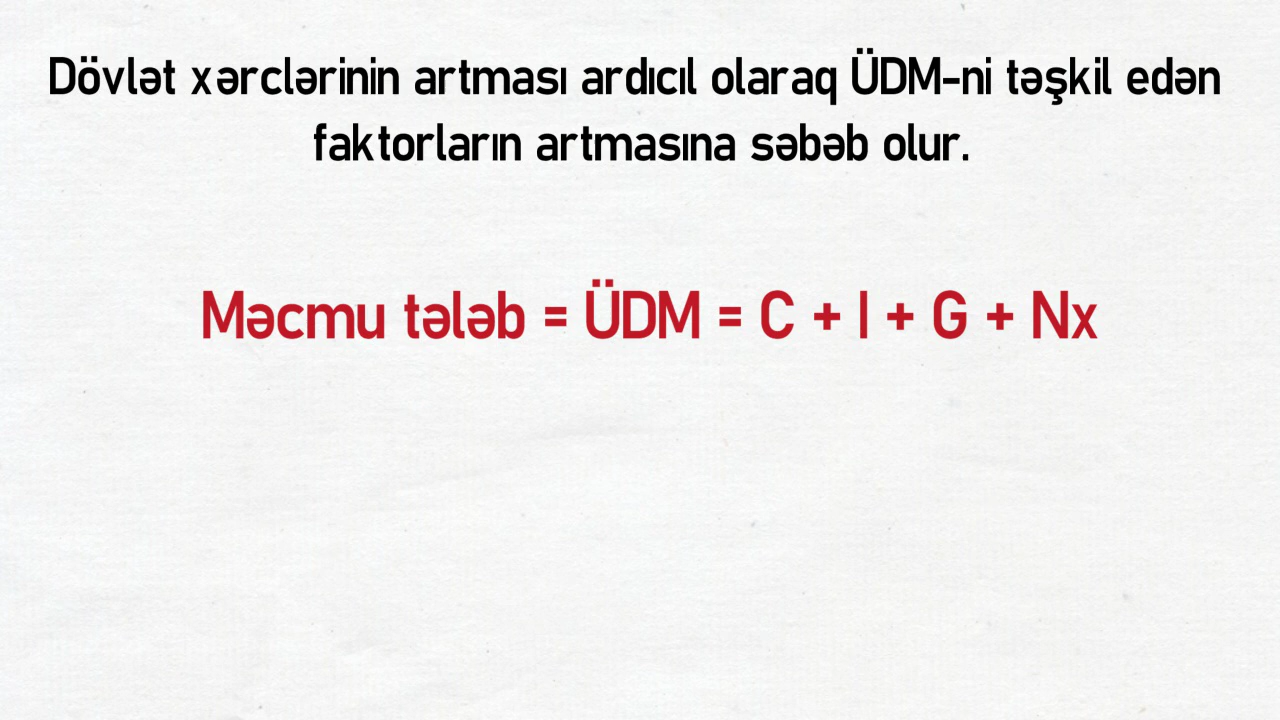 Dövlət xərclərinin artması ardıcıl olaraq ÜDM-ni təşkil edən
faktorların artmasına səbəb olur.
Məcmu tələb = ÜDM = C + I + G + Nx